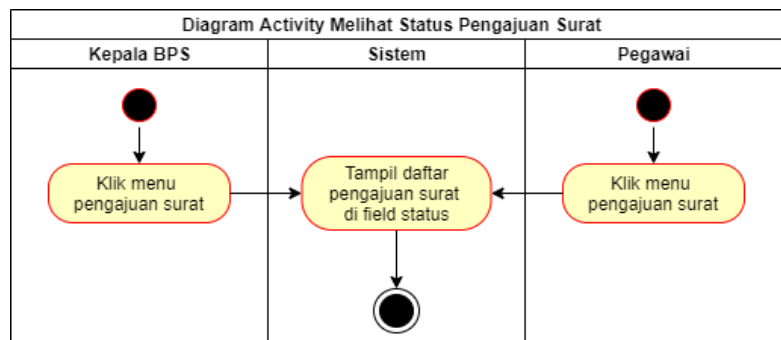 Diagram Activity Melihat Status Pengajuan Surat
Kepala BPS
Sistem
Pegawai
Klik menu
pengajuan surat
Tampil daftar
pengajuan surat
di field status
Klik menu
pengajuan surat